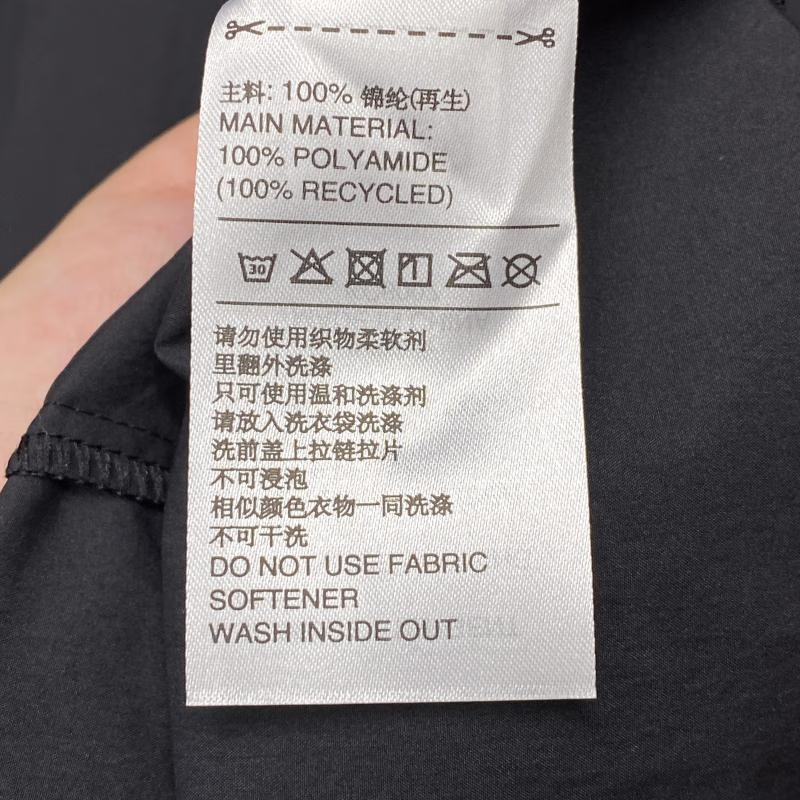 主料: 100% 锦纶(再生)
MAIN MATERIAL:
100% POLYAMIDE
(100% RECYCLED)
30
请勿使用织物柔软剂
里翻外洗涤
只可使用温和洗涤剂
请放入洗衣袋洗涤
洗前盖上拉链拉片
不可浸泡
相似颜色衣物一同洗涤
不可干洗
DO NOT USE FABRIC
SOFTENER
WASH INSIDE OUT